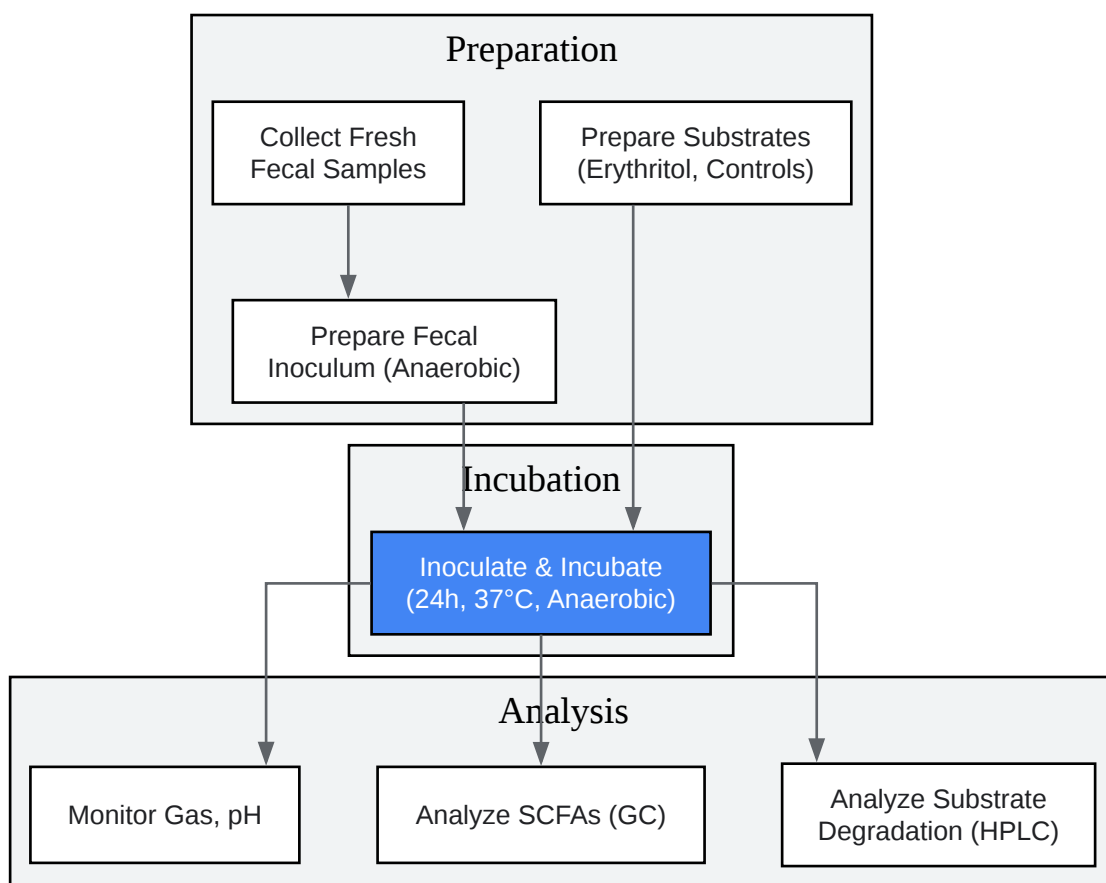 Preparation
Collect Fresh
Fecal Samples
Prepare Substrates
(Erythritol, Controls)
Prepare Fecal
Inoculum (Anaerobic)
Incubation
Inoculate & Incubate
(24h, 37°C, Anaerobic)
Analysis
Monitor Gas, pH
Analyze SCFAs (GC)
Analyze Substrate
Degradation (HPLC)